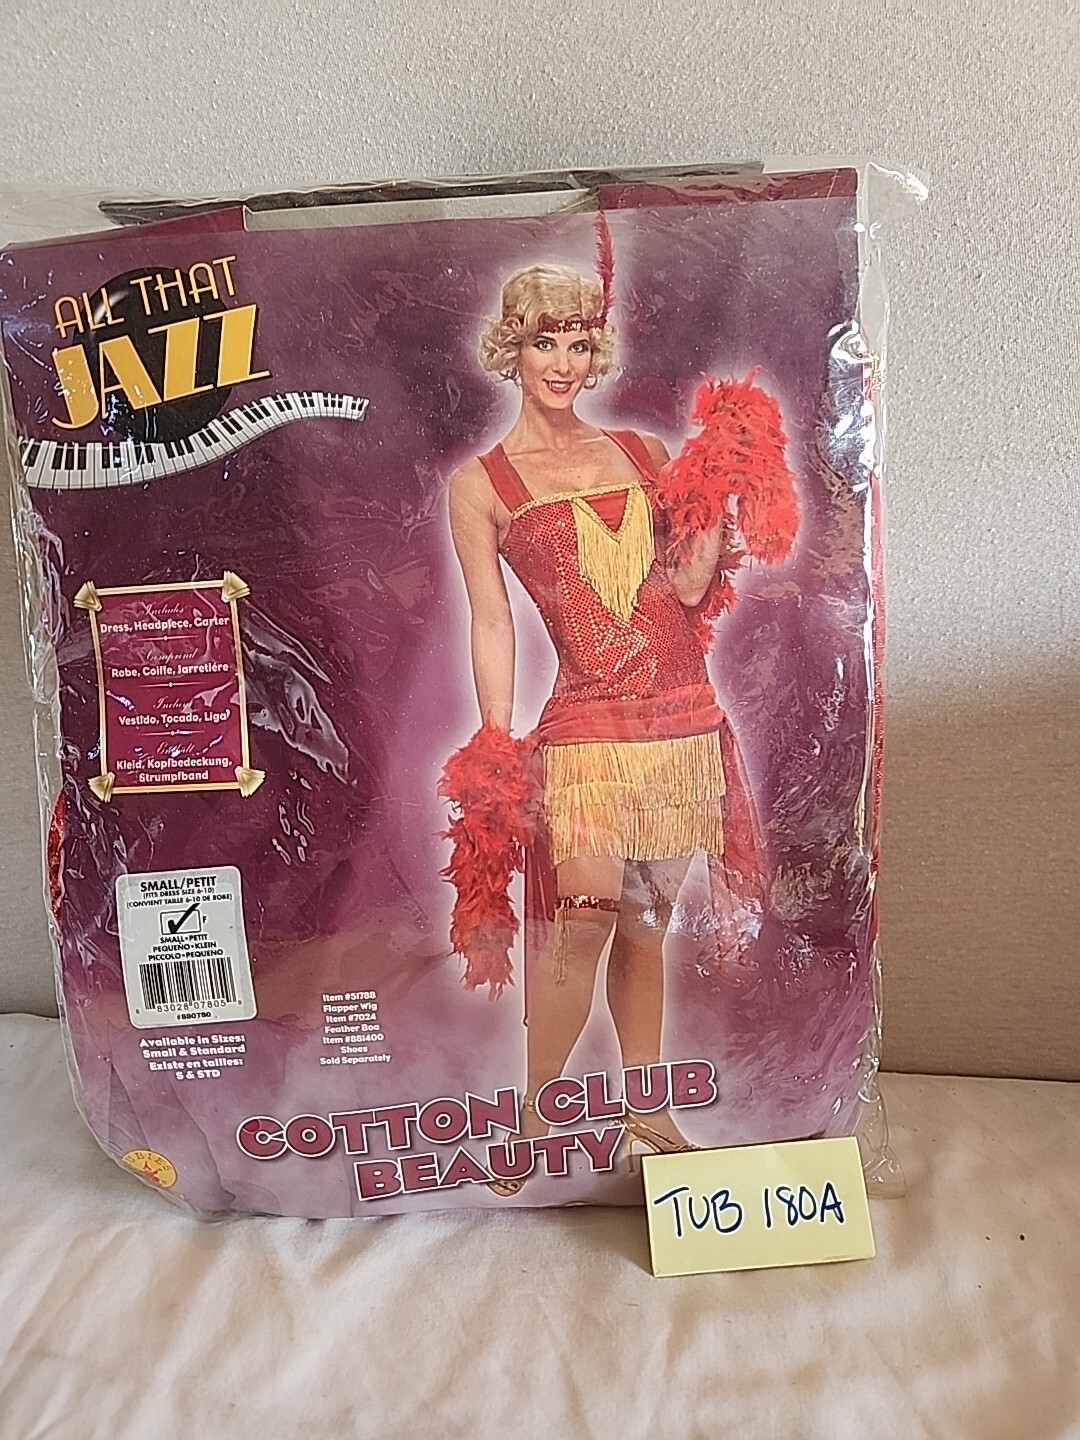 ALL THAT
JAZZ
Includes
Dress, Headpiece, Garter
Comprend
Robe, Coiffe, Jarretière
Incluye
Vestido, Tocado, Liga
Enthält
Kleid, Kopfbedeckung,
Strumpfband
SMALL/PETIT
(FITS DRESS SIZE 6-10)
(CONVIENT TAILLE 6-10 DE ROBE)
F
SMALL•PETIT
PEQUEÑO•KLEIN
PICCOLO•PEQUENO
83028 07805
#880780
Available in Sizes:
Small & Standard
Existe en tailles:
S & STD
Item #51788
Flapper Wig
Item #7024
Feather Boa
Item #881400
Shoes
Sold Separately
COTTON CLUB
BEAUTY
RUBIES
TUB 180A